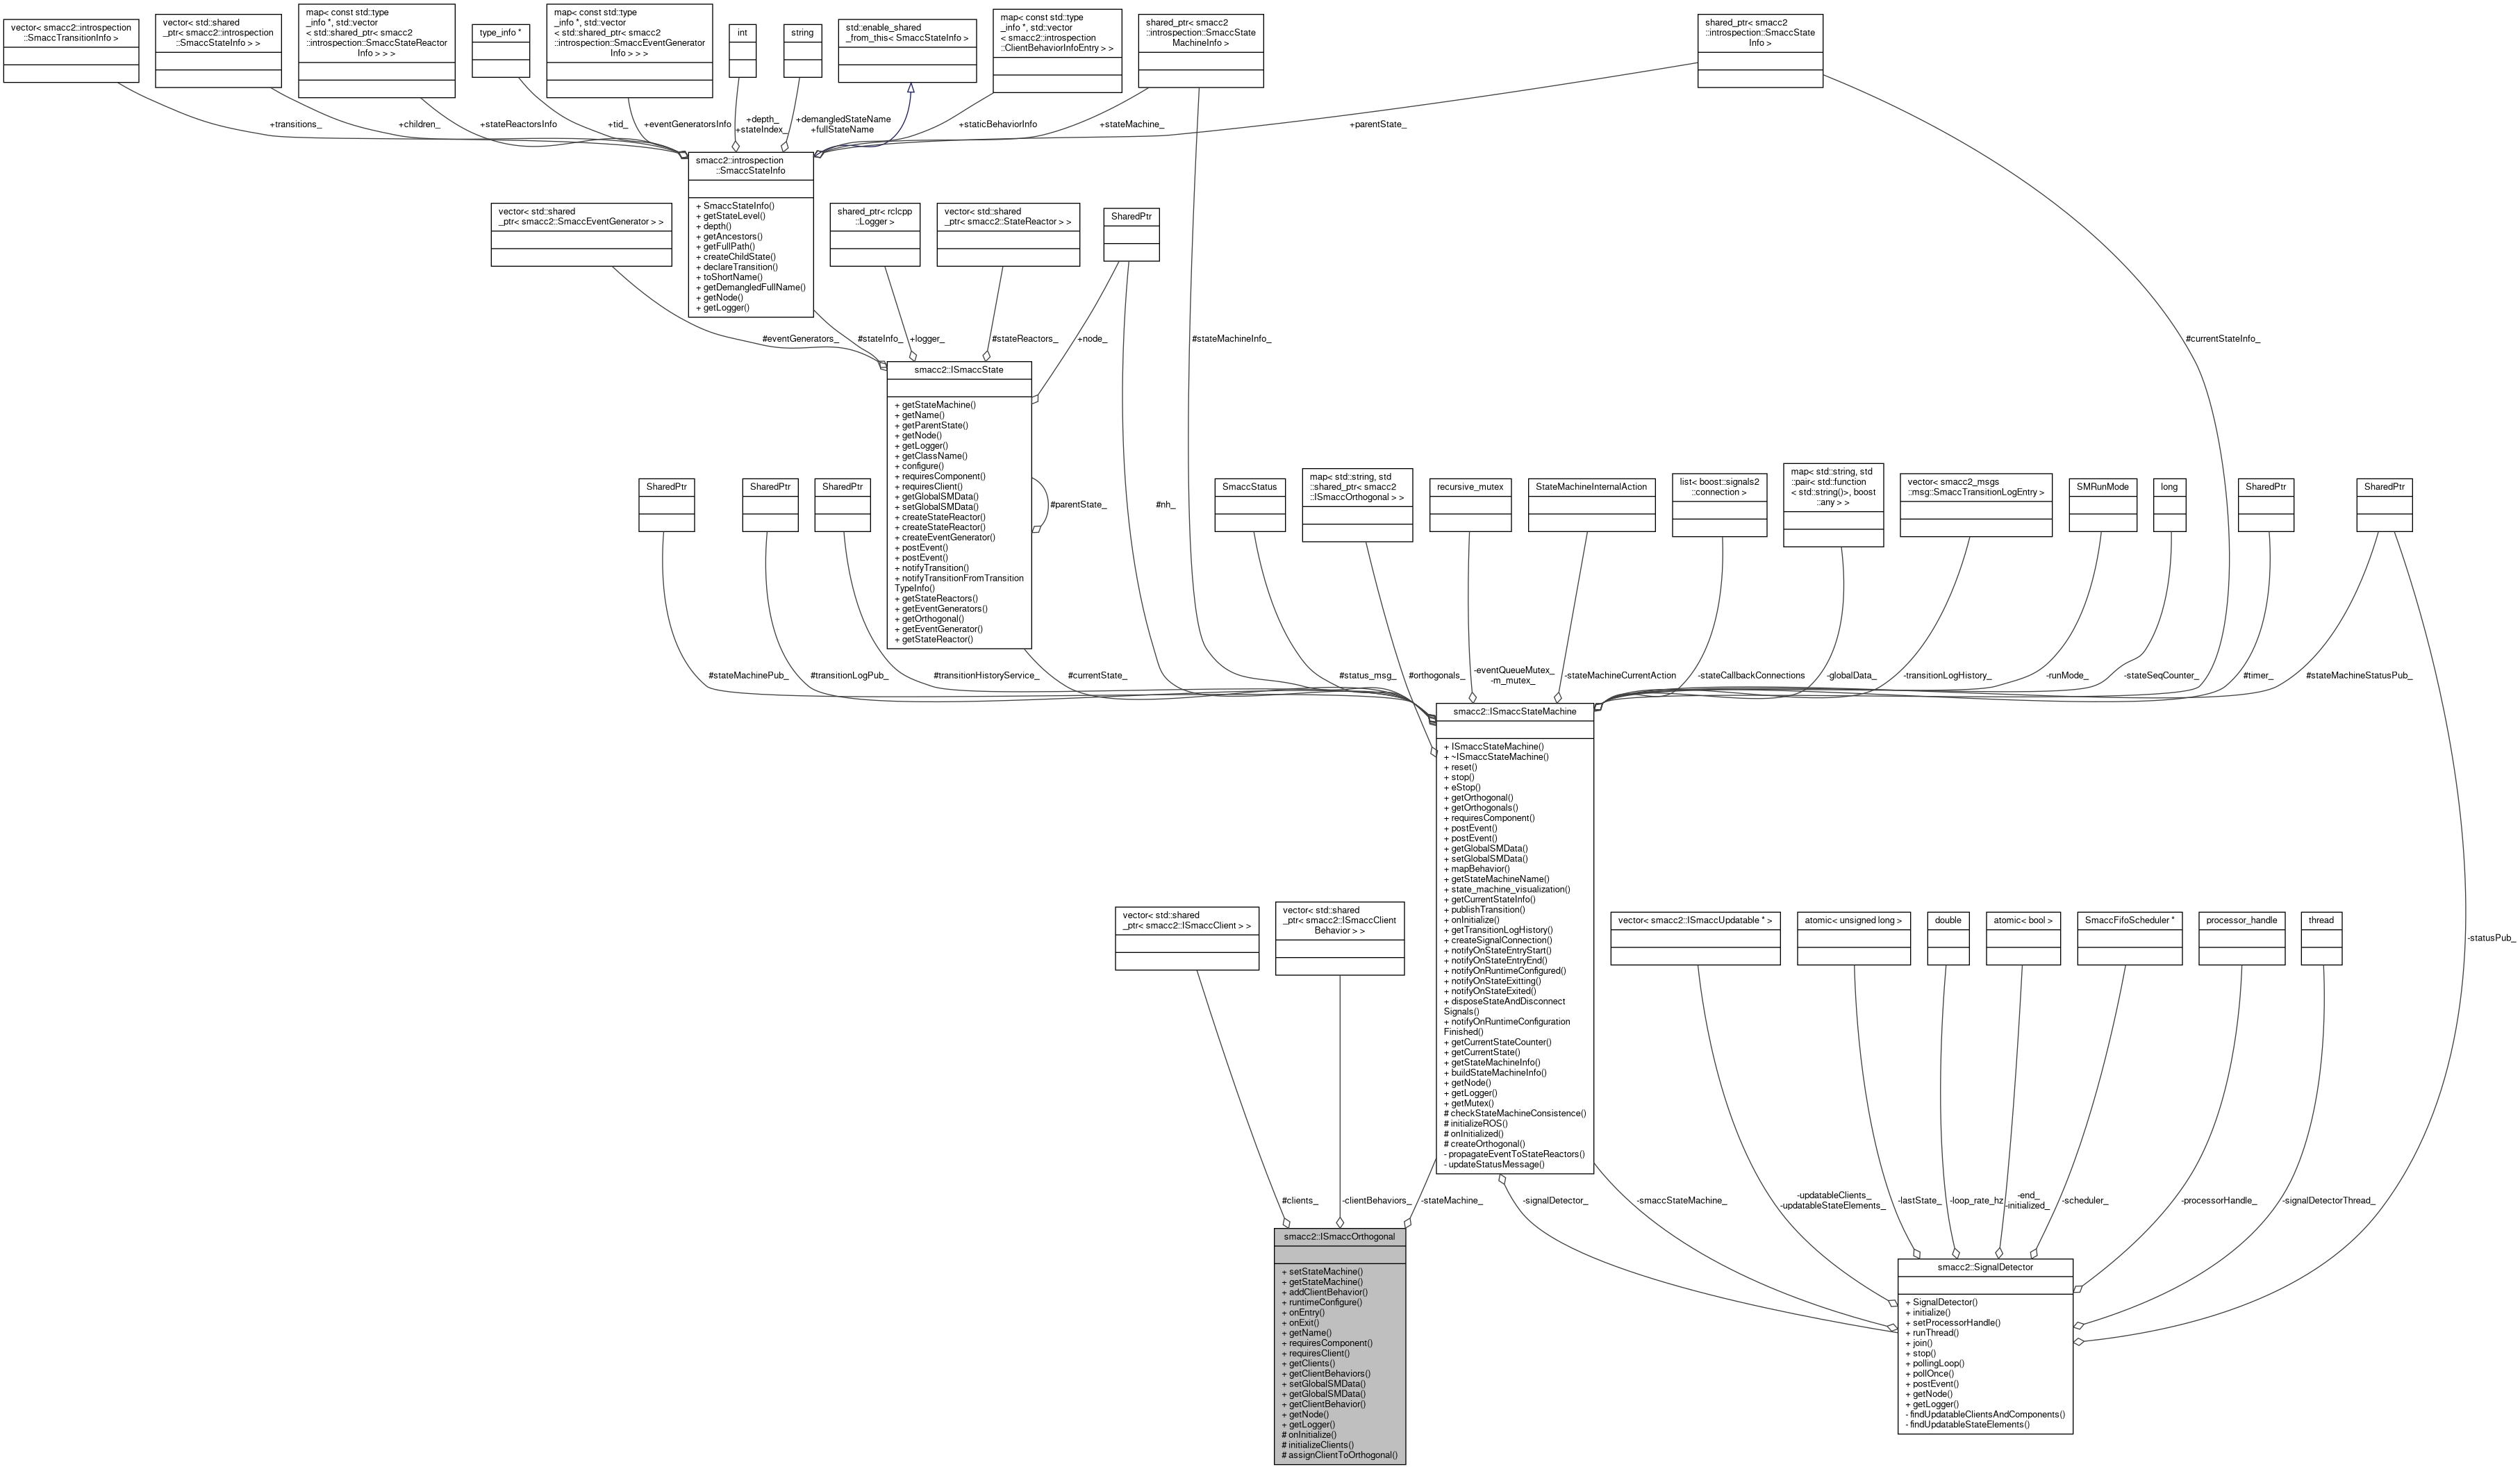 vector< smacc2::introspection
::SmaccTransitionInfo >
vector< std::shared
_ptr< smacc2::introspection
::SmaccStateInfo > >
map< const std::type
_info *, std::vector
< std::shared_ptr< smacc2
::introspection::SmaccStateReactor
Info > > >
type_info *
map< const std::type
_info *, std::vector
< std::shared_ptr< smacc2
::introspection::SmaccEventGenerator
Info > > >
int
string
std::enable_shared
_from_this< SmaccStateInfo >
map< const std::type
_info *, std::vector
< smacc2::introspection
::ClientBehaviorInfoEntry > >
shared_ptr< smacc2
::introspection::SmaccState
MachineInfo >
shared_ptr< smacc2
::introspection::SmaccState
Info >
+transitions_
+children_
+stateReactorsInfo
+tid_
+eventGeneratorsInfo
+depth_
+stateIndex_
+demangledStateName
+fullStateName
+staticBehaviorInfo
+stateMachine_
+parentState_
smacc2::introspection
::SmaccStateInfo
+ SmaccStateInfo()
+ getStateLevel()
+ depth()
+ getAncestors()
+ getFullPath()
+ createChildState()
+ declareTransition()
+ toShortName()
+ getDemangledFullName()
+ getNode()
+ getLogger()
vector< std::shared
_ptr< smacc2::SmaccEventGenerator > >
shared_ptr< rclcpp
::Logger >
vector< std::shared
_ptr< smacc2::StateReactor > >
SharedPtr
#eventGenerators_
#stateInfo_
+logger_
#stateReactors_
+node_
#stateMachineInfo_
#currentStateInfo_
smacc2::ISmaccState
+ getStateMachine()
+ getName()
+ getParentState()
+ getNode()
+ getLogger()
+ getClassName()
+ configure()
+ requiresComponent()
+ requiresClient()
+ getGlobalSMData()
+ setGlobalSMData()
+ createStateReactor()
+ createStateReactor()
+ createEventGenerator()
+ postEvent()
+ postEvent()
+ notifyTransition()
+ notifyTransitionFromTransition
TypeInfo()
+ getStateReactors()
+ getEventGenerators()
+ getOrthogonal()
+ getEventGenerator()
+ getStateReactor()
#parentState_
#nh_
SharedPtr
SharedPtr
SharedPtr
SmaccStatus
map< std::string, std
::shared_ptr< smacc2
::ISmaccOrthogonal > >
recursive_mutex
StateMachineInternalAction
list< boost::signals2
::connection >
map< std::string, std
::pair< std::function
< std::string()>, boost
::any > >
vector< smacc2_msgs
::msg::SmaccTransitionLogEntry >
SMRunMode
long
SharedPtr
SharedPtr
#stateMachinePub_
#transitionLogPub_
#transitionHistoryService_
#currentState_
#status_msg_
#orthogonals_
-eventQueueMutex_
-m_mutex_
-stateMachineCurrentAction
-stateCallbackConnections
-globalData_
-transitionLogHistory_
-runMode_
-stateSeqCounter_
#timer_
#stateMachineStatusPub_
smacc2::ISmaccStateMachine
+ ISmaccStateMachine()
+ ~ISmaccStateMachine()
+ reset()
+ stop()
+ eStop()
+ getOrthogonal()
+ getOrthogonals()
+ requiresComponent()
+ postEvent()
+ postEvent()
+ getGlobalSMData()
+ setGlobalSMData()
+ mapBehavior()
+ getStateMachineName()
+ state_machine_visualization()
+ getCurrentStateInfo()
+ publishTransition()
+ onInitialize()
+ getTransitionLogHistory()
+ createSignalConnection()
+ notifyOnStateEntryStart()
+ notifyOnStateEntryEnd()
+ notifyOnRuntimeConfigured()
+ notifyOnStateExitting()
+ notifyOnStateExited()
+ disposeStateAndDisconnect
Signals()
+ notifyOnRuntimeConfiguration
Finished()
+ getCurrentStateCounter()
+ getCurrentState()
+ getStateMachineInfo()
+ buildStateMachineInfo()
+ getNode()
+ getLogger()
+ getMutex()
# checkStateMachineConsistence()
# initializeROS()
# onInitialized()
# createOrthogonal()
- propagateEventToStateReactors()
- updateStatusMessage()
vector< std::shared
_ptr< smacc2::ISmaccClient > >
vector< std::shared
_ptr< smacc2::ISmaccClient
Behavior > >
vector< smacc2::ISmaccUpdatable * >
atomic< unsigned long >
double
atomic< bool >
SmaccFifoScheduler *
processor_handle
thread
-statusPub_
#clients_
-clientBehaviors_
-stateMachine_
-signalDetector_
-smaccStateMachine_
-updatableClients_
-updatableStateElements_
-lastState_
-loop_rate_hz
-end_
-initialized_
-scheduler_
-processorHandle_
-signalDetectorThread_
smacc2::ISmaccOrthogonal
+ setStateMachine()
+ getStateMachine()
+ addClientBehavior()
+ runtimeConfigure()
+ onEntry()
+ onExit()
+ getName()
+ requiresComponent()
+ requiresClient()
+ getClients()
+ getClientBehaviors()
+ setGlobalSMData()
+ getGlobalSMData()
+ getClientBehavior()
+ getNode()
+ getLogger()
# onInitialize()
# initializeClients()
# assignClientToOrthogonal()
smacc2::SignalDetector
+ SignalDetector()
+ initialize()
+ setProcessorHandle()
+ runThread()
+ join()
+ stop()
+ pollingLoop()
+ pollOnce()
+ postEvent()
+ getNode()
+ getLogger()
- findUpdatableClientsAndComponents()
- findUpdatableStateElements()